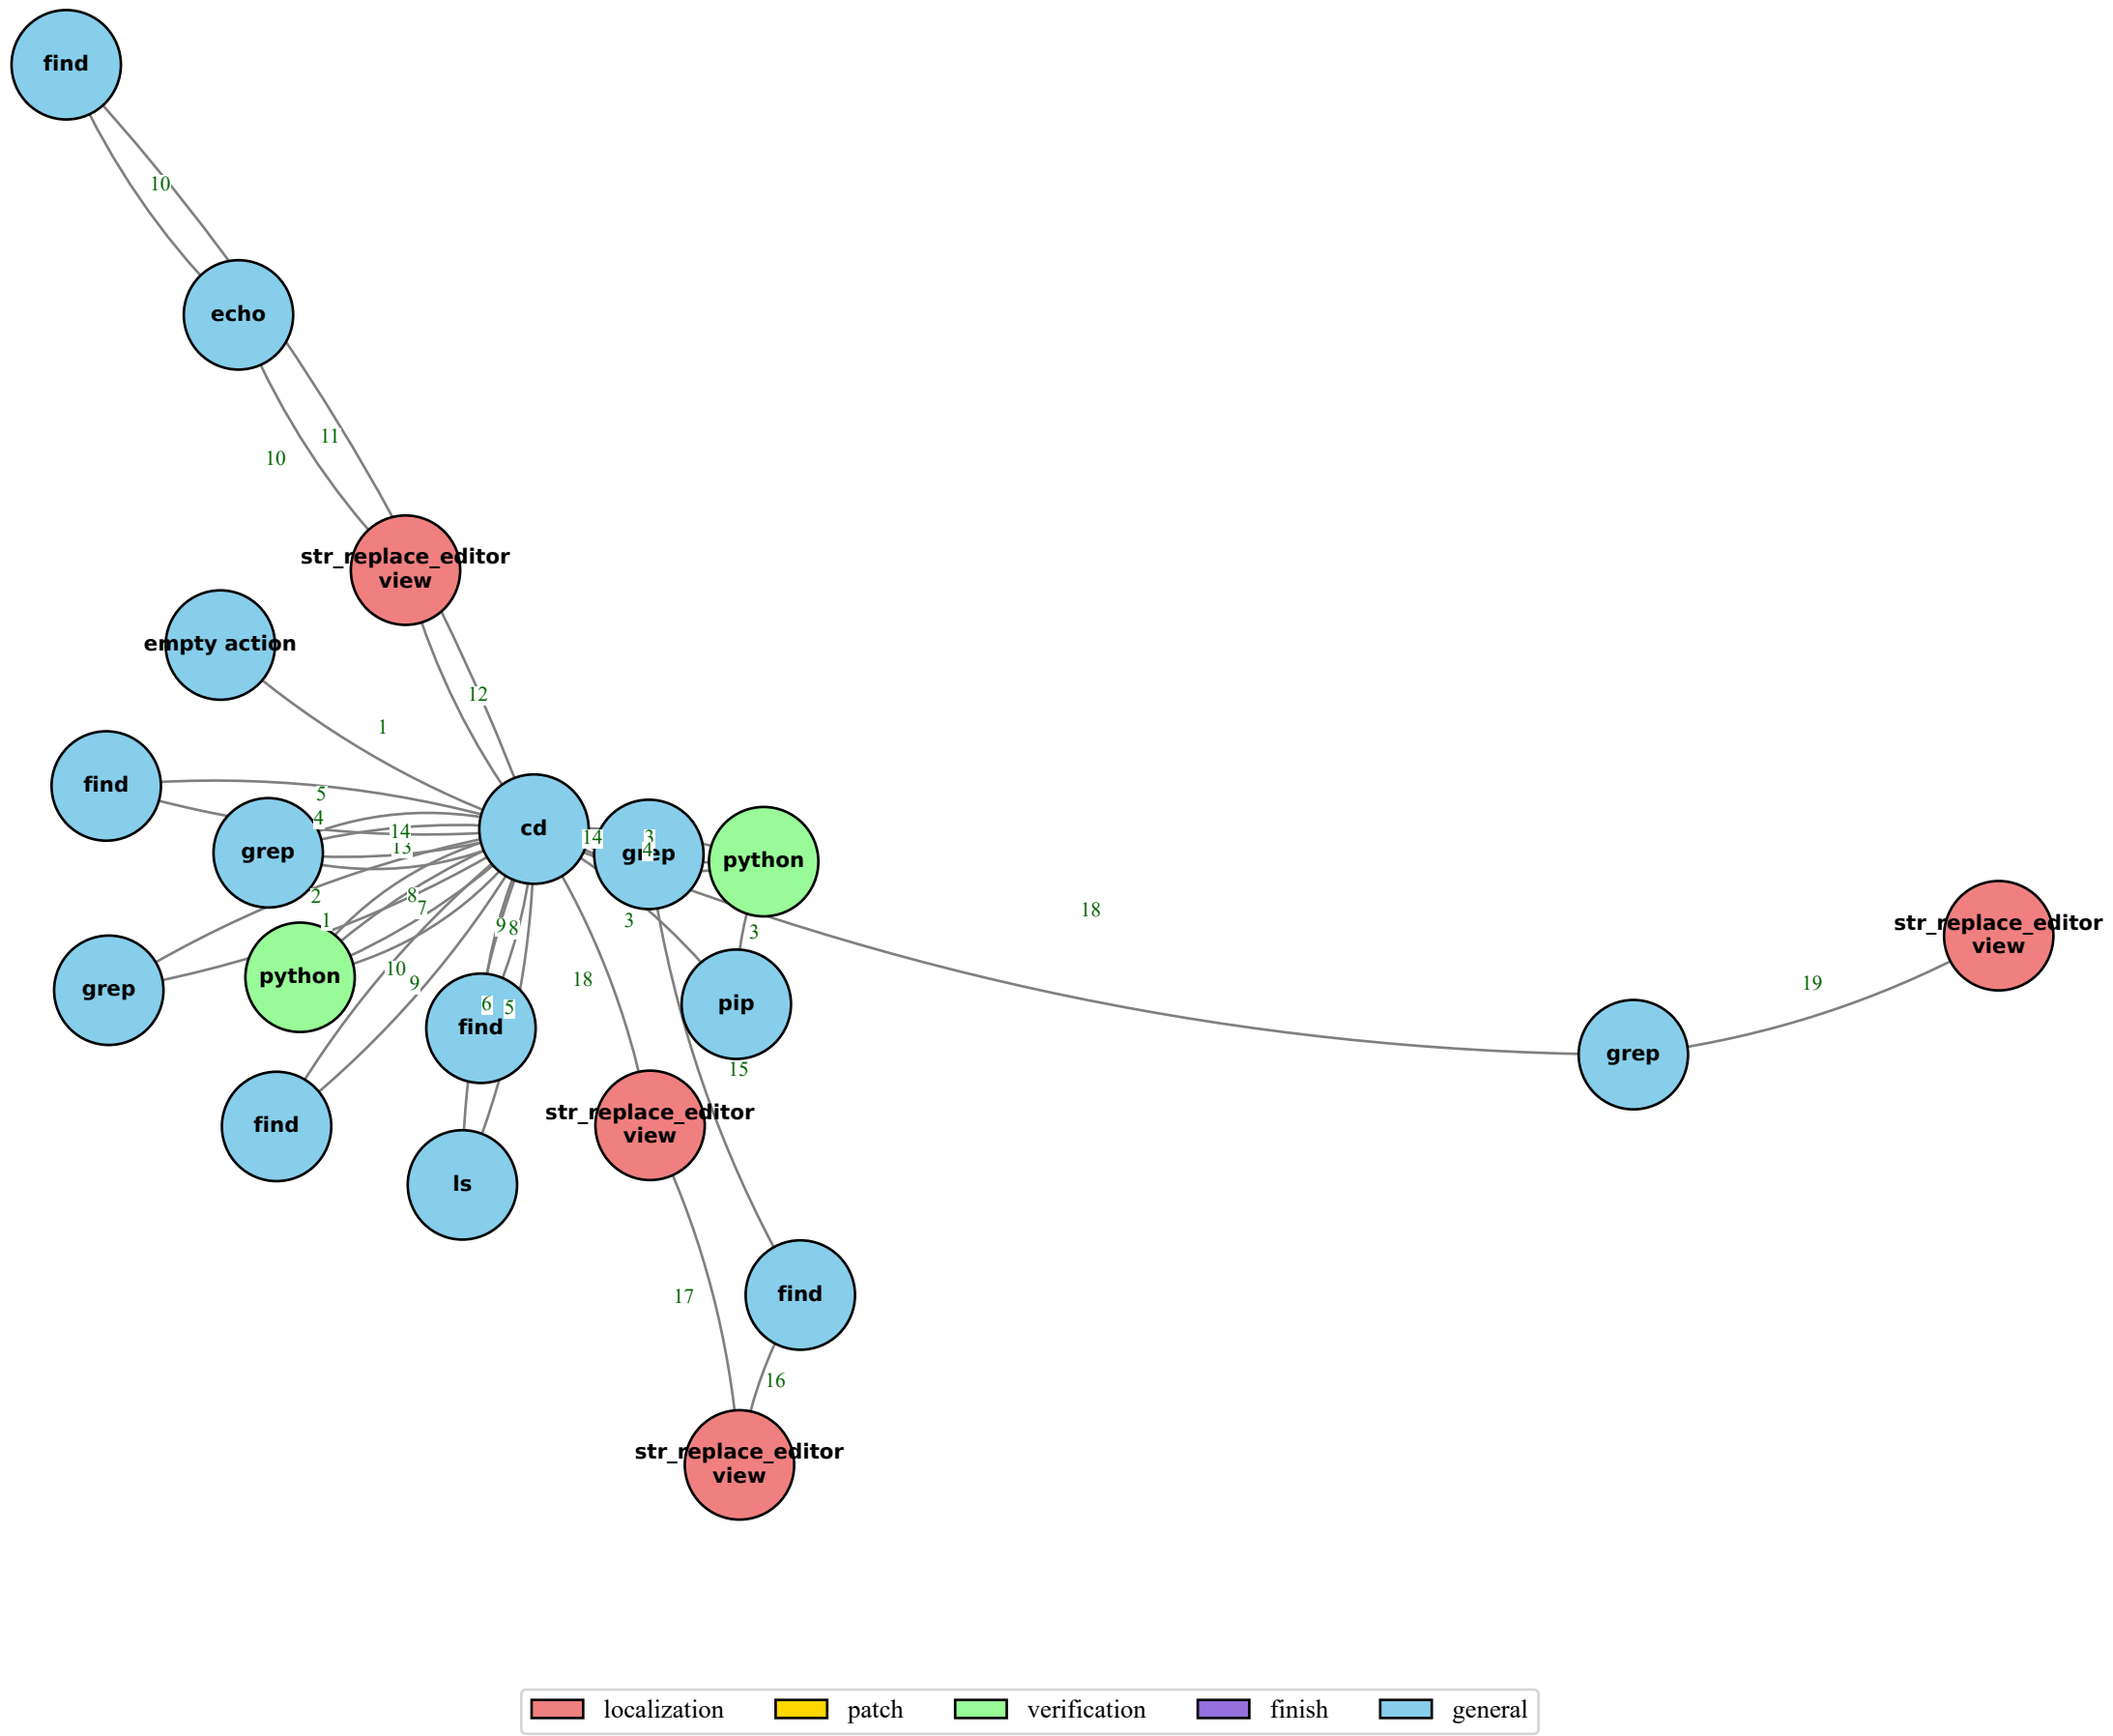 find
10
echo
11
10
str_replace_editor
view
empty action
12
1
find
5
4
grep
14
13
cd
14
3
4
grep
python
2
8
7
1
3
9
8
3
18
str_replace_editor
view
grep
python
10
9
18
19
6
5
find
pip
grep
15
find
str_replace_editor
view
ls
17
find
16
str_replace_editor
view
localization
patch
verification
finish
general